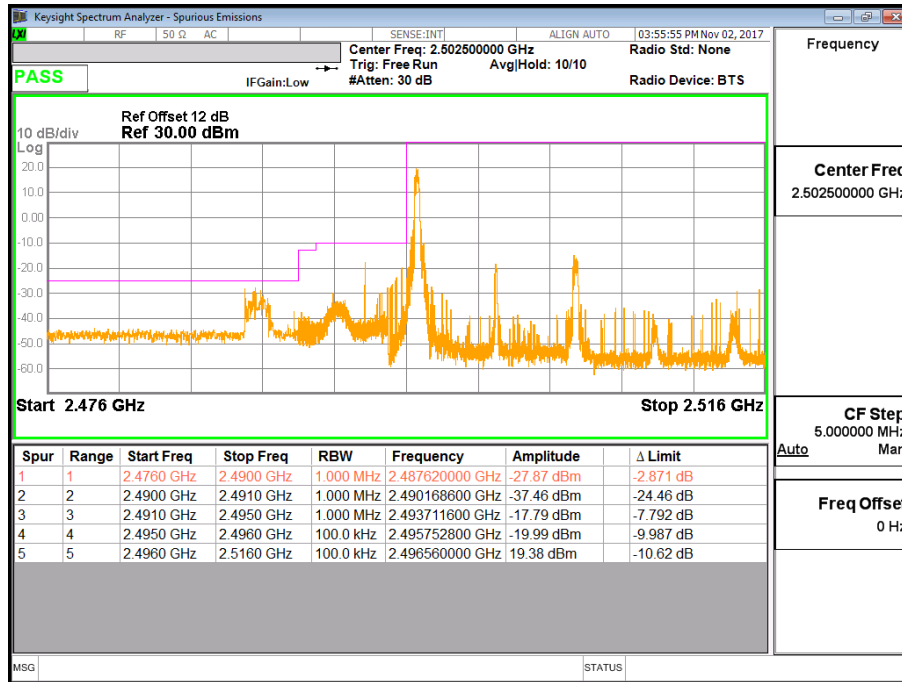 Keysight Spectrum Analyzer - Spurious Emissions
LXI RF 50 Ω AC SENSE:INT ALIGN AUTO 03:55:55 PM Nov 02, 2017
Center Freq: 2.502500000 GHz Radio Std: None
Trig: Free Run Avg|Hold: 10/10
PASS IFGain:Low #Atten: 30 dB Radio Device: BTS
Ref Offset 12 dB
10 dB/div Ref 30.00 dBm
Log
20.0
10.0
0.00
-10.0
-20.0
-30.0
-40.0
-50.0
-60.0
Start 2.476 GHz Stop 2.516 GHz
Spur Range Start Freq Stop Freq RBW Frequency Amplitude Δ Limit
1 1 2.4760 GHz 2.4900 GHz 1.000 MHz 2.487620000 GHz -27.87 dBm -2.871 dB
2 2 2.4900 GHz 2.4910 GHz 1.000 MHz 2.490168600 GHz -37.46 dBm -24.46 dB
3 3 2.4910 GHz 2.4950 GHz 1.000 MHz 2.493711600 GHz -17.79 dBm -7.792 dB
4 4 2.4950 GHz 2.4960 GHz 100.0 kHz 2.495752800 GHz -19.99 dBm -9.987 dB
5 5 2.4960 GHz 2.5160 GHz 100.0 kHz 2.496560000 GHz 19.38 dBm -10.62 dB
MSG STATUS
Frequency
Center Freq
2.502500000 GHz
CF Step
5.000000 MHz
Auto Man
Freq Offset
0 Hz